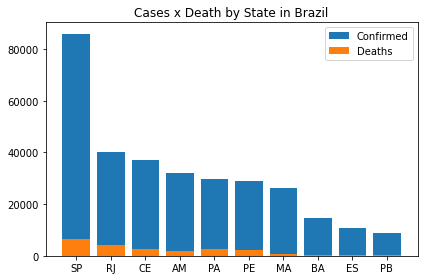 Cases x Death by State in Brazil
Confirmed
Deaths
80000
60000
40000
20000
0
SP RJ CE AM PA PE MA BA ES PB